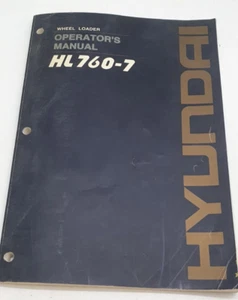 WHEEL LOADER
OPERATOR'S
MANUAL
HL760-7
HYUNDAI